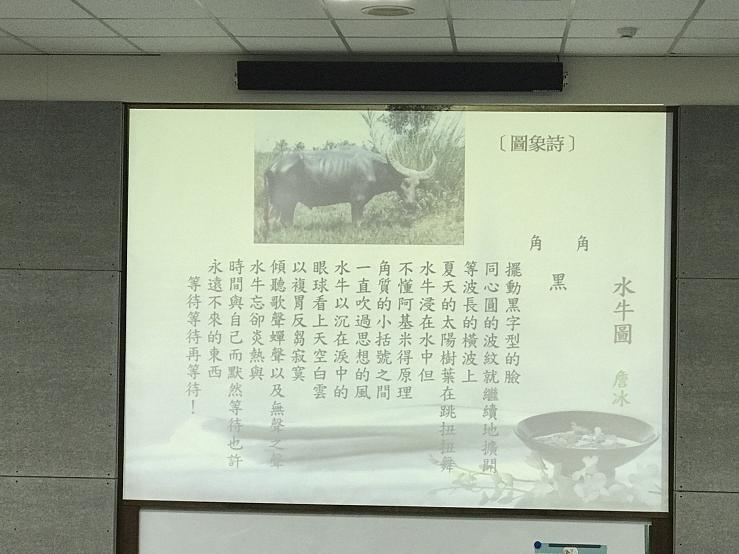 〔圖象詩〕
水牛圖 詹冰
角 角
黑
擺動黑字型的臉
同心圓的波紋就繼續地擴開
等波長的橫波上
夏天的太陽樹葉在跳扭扭舞
水牛浸在水中但
不懂阿基米得原理
角質的小括號之間
一直吹過思想的風
水牛以沉在淚中的
眼球看上天空白雲
以複胃反芻寂寞
傾聽歌聲蟬聲以及無聲之聲
水牛忘卻炎熱與
時間與自己而默然等待也許
永遠不來的東西
等待等待再等待！